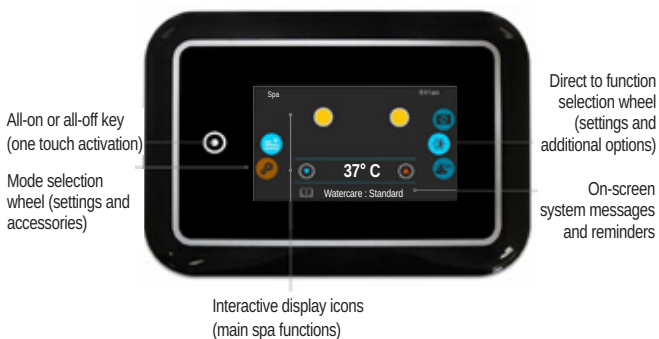 Spa
8:51am
37° C
Watercare : Standard
All-on or all-off key
(one touch activation)
Mode selection
wheel (settings and
accessories)
Direct to function
selection wheel
(settings and
additional options)
On-screen
system messages
and reminders
Interactive display icons
(main spa functions)